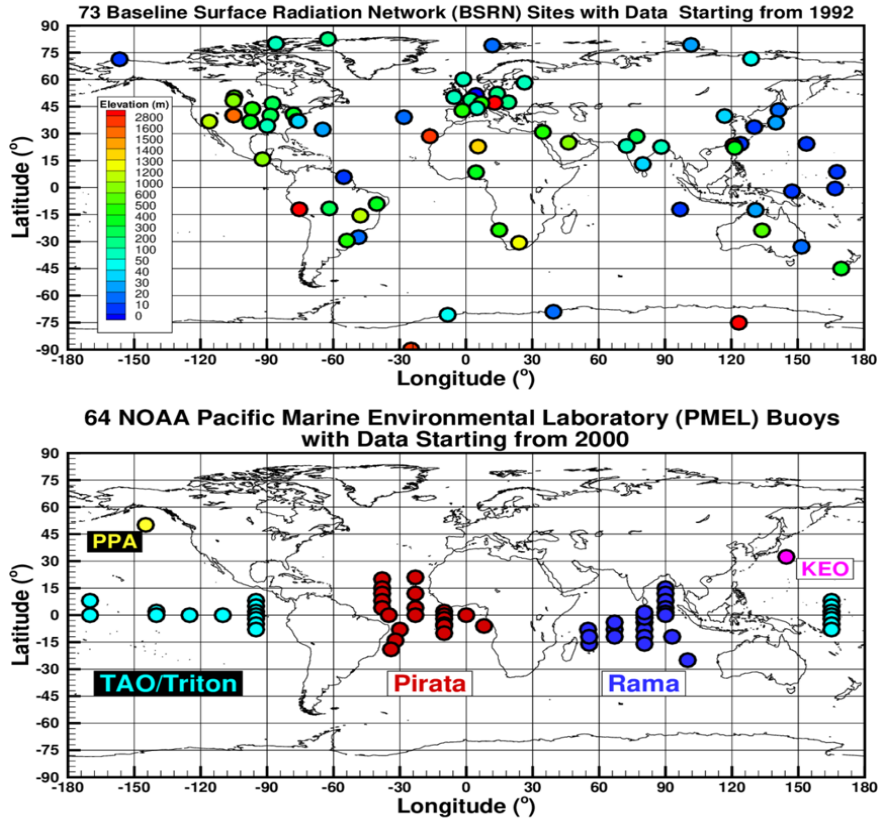 73 Baseline Surface Radiation Network (BSRN) Sites with Data Starting from 1992
90
75
60
45
30
15
0
-15
-30
-45
-60
-75
-90
Latitude (o)
Elevation (m)
2800
1600
1400
1300
1200
1000
500
400
300
200
100
50
40
30
20
10
0
-180 -150 -120 -90 -60 -30 0 30 60 90 120 150 180
Longitude (o)
64 NOAA Pacific Marine Environmental Laboratory (PMEL) Buoys
with Data Starting from 2000
90
75
60
45
30
15
0
-15
-30
-45
-60
-75
-90
Latitude (o)
PPA
KEO
TAO/Triton
Pirata
Rama
-180 -150 -120 -90 -60 -30 0 30 60 90 120 150 180
Longitude (o)